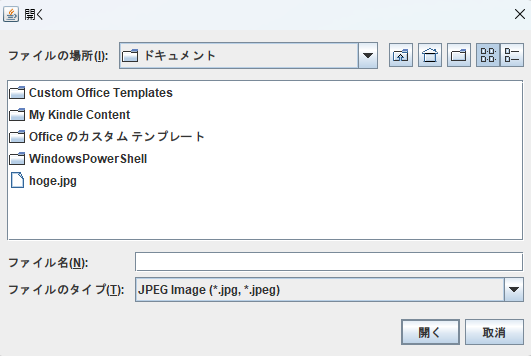 開く
ファイルの場所(I): ドキュメント
Custom Office Templates
My Kindle Content
Office のカスタム テンプレート
WindowsPowerShell
hoge.jpg
ファイル名(N):
ファイルのタイプ(T): JPEG Image (*.jpg, *.jpeg)
開く 取消